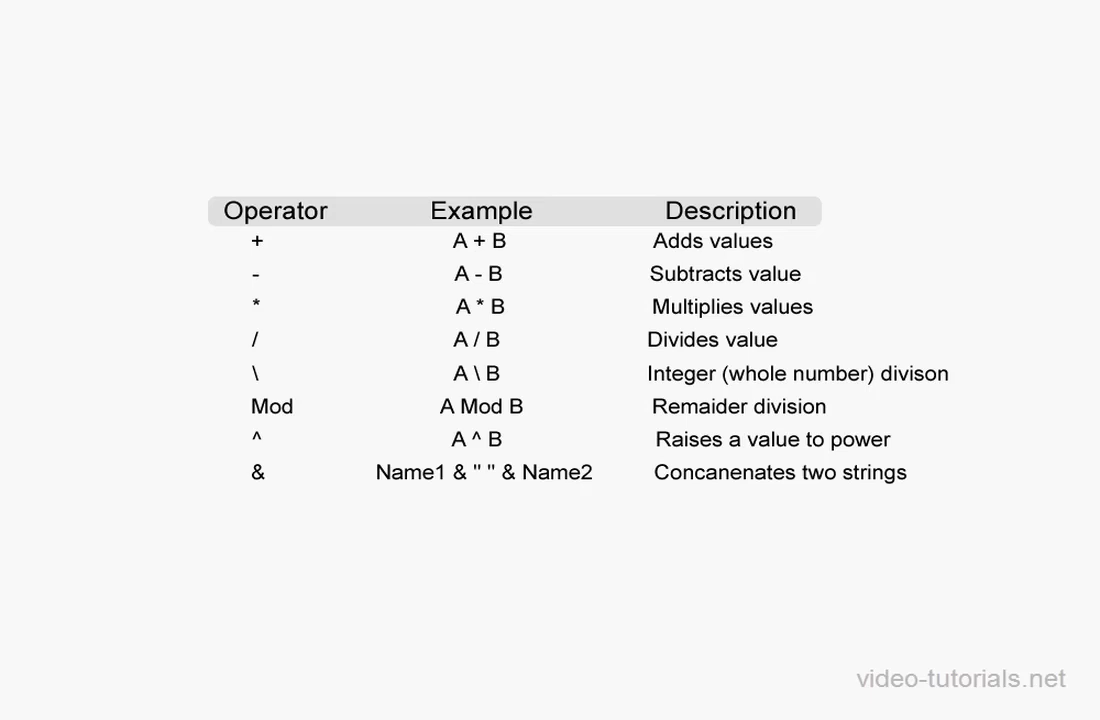 Operator Example Description
+ A + B Adds values
- A - B Subtracts value
* A * B Multiplies values
/ A / B Divides value
\ A \ B Integer (whole number) divison
Mod A Mod B Remaider division
^ A ^ B Raises a value to power
& Name1 & " " & Name2 Concanenates two strings
video-tutorials.net